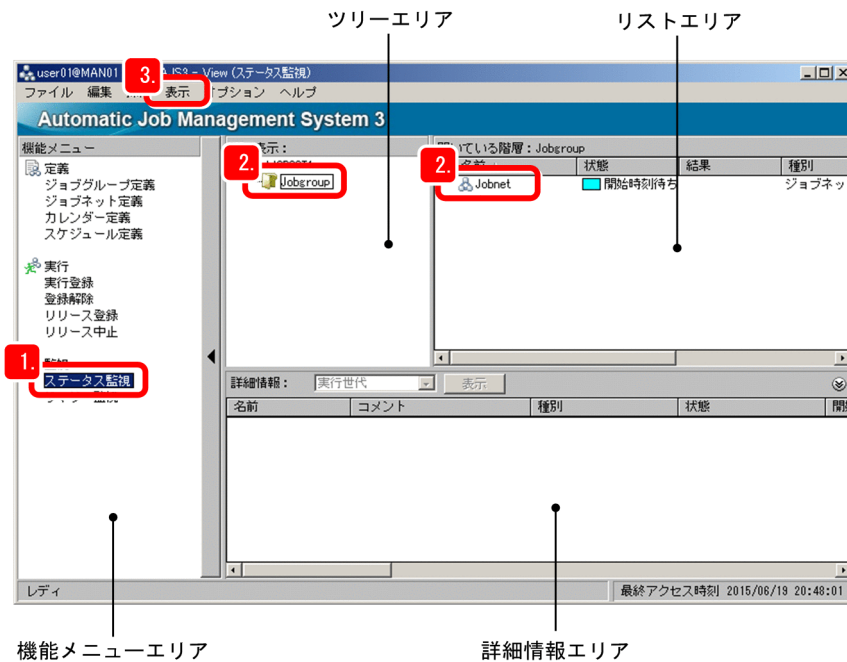 ツリーエリア
リストエリア
user01@MAN01 JS3 - View (ステータス監視)
3.
ファイル 編集 表示 オプション ヘルプ
Automatic Job Management System 3
機能メニュー
表示:
開いている階層:Jobgroup
2.
2.
名前 状態 結果 種別
Jobgroup
Jobnet 開始時刻待ち ジョブネッ
定義
ジョブグループ定義
ジョブネット定義
カレンダー定義
スケジュール定義
実行
実行登録
登録解除
リリース登録
リリース中止
1.
監視
ステータス監視
詳細情報: 実行世代 表示
名前 コメント 種別 状態 開始
レディ
最終アクセス時刻 2015/06/19 20:48:01
機能メニューエリア
詳細情報エリア